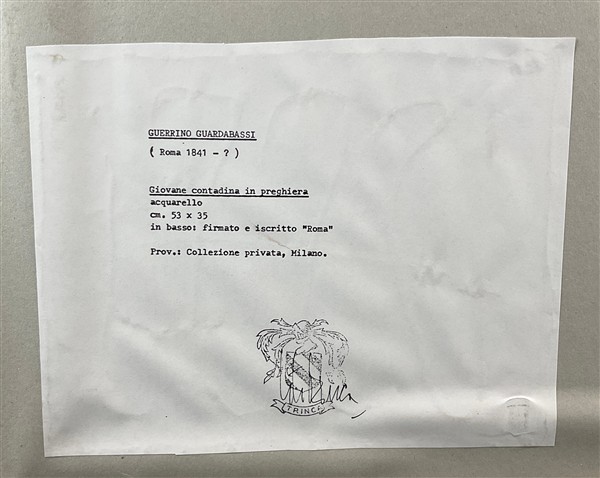 GUERRINO GUARDABASSI
( Roma 1841 - ? )
Giovane contadina in preghiera
acquarello
cm. 53 x 35
in basso: firmato e iscritto "Roma"
Prov.: Collezione privata, Milano.
TRINCA